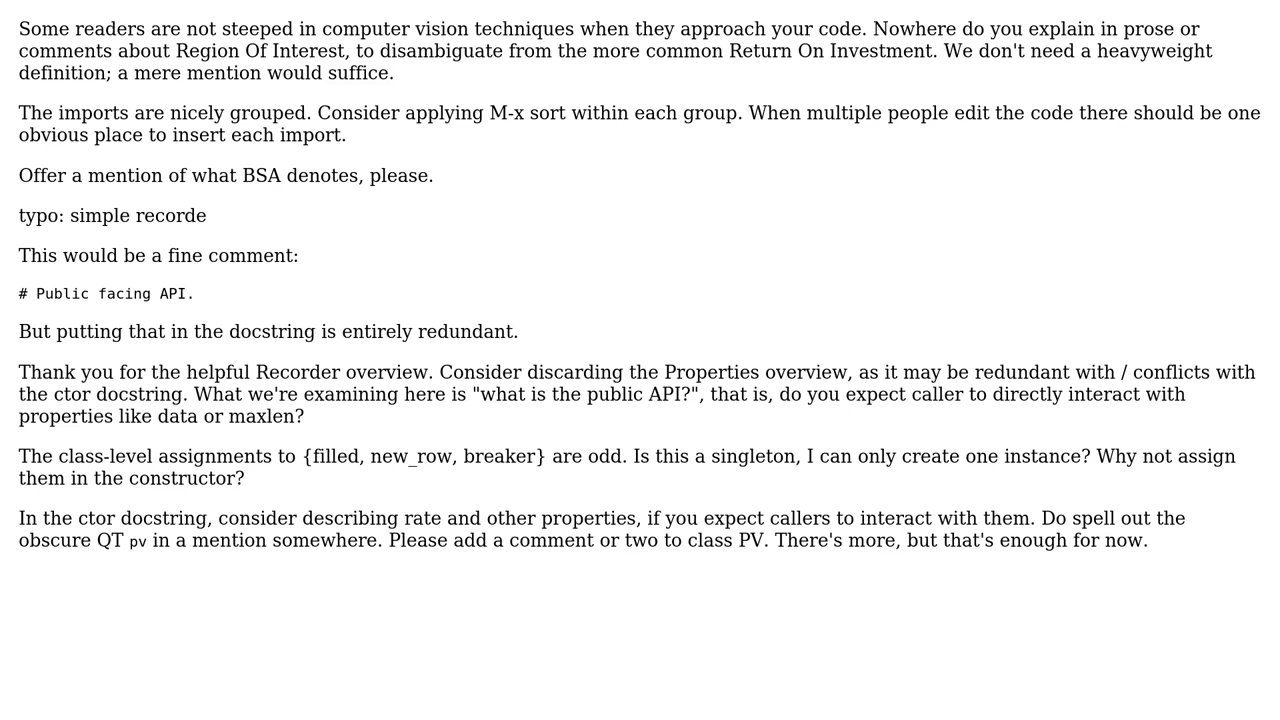 Some readers are not steeped in computer vision techniques when they approach your code. Nowhere do you explain in prose or
comments about Region Of Interest, to disambiguate from the more common Return On Investment. We don't need a heavyweight
definition; a mere mention would suffice.
The imports are nicely grouped. Consider applying M-x sort within each group. When multiple people edit the code there should be one
obvious place to insert each import.
Offer a mention of what BSA denotes, please.
typo: simple recorde
This would be a fine comment:
# Public facing API.
But putting that in the docstring is entirely redundant.
Thank you for the helpful Recorder overview. Consider discarding the Properties overview, as it may be redundant with / conflicts with
the ctor docstring. What we're examining here is "what is the public API?", that is, do you expect caller to directly interact with
properties like data or maxlen?
The class-level assignments to {filled, new_row, breaker} are odd. Is this a singleton, I can only create one instance? Why not assign
them in the constructor?
In the ctor docstring, consider describing rate and other properties, if you expect callers to interact with them. Do spell out the
obscure QT pv in a mention somewhere. Please add a comment or two to class PV. There's more, but that's enough for now.